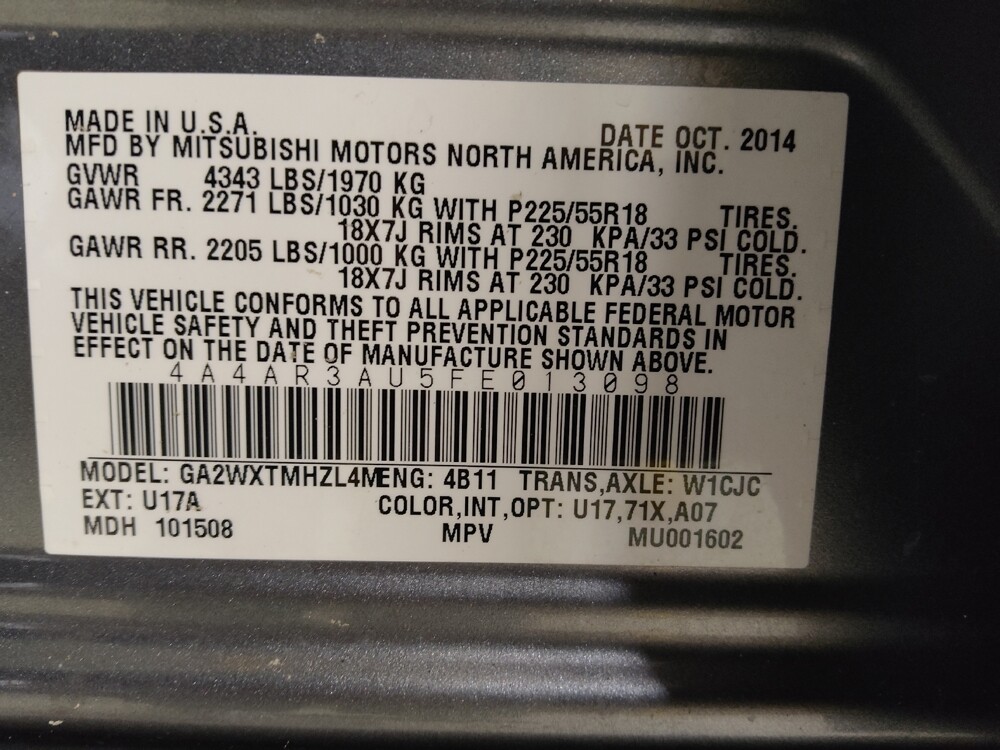 MADE IN U.S.A. DATE OCT. 2014
MFD BY MITSUBISHI MOTORS NORTH AMERICA, INC.
GVWR 4343 LBS/1970 KG
GAWR FR. 2271 LBS/1030 KG WITH P225/55R18 TIRES.
18X7J RIMS AT 230 KPA/33 PSI COLD.
GAWR RR. 2205 LBS/1000 KG WITH P225/55R18 TIRES.
18X7J RIMS AT 230 KPA/33 PSI COLD.
THIS VEHICLE CONFORMS TO ALL APPLICABLE FEDERAL MOTOR
VEHICLE SAFETY AND THEFT PREVENTION STANDARDS IN
EFFECT ON THE DATE OF MANUFACTURE SHOWN ABOVE.
4A4AR3AU5FE013098
MODEL: GA2WXTMHZL4M ENG: 4B11 TRANS,AXLE: W1CJC
EXT: U17A COLOR,INT,OPT: U17,71X,A07
MDH 101508 MPV MU001602